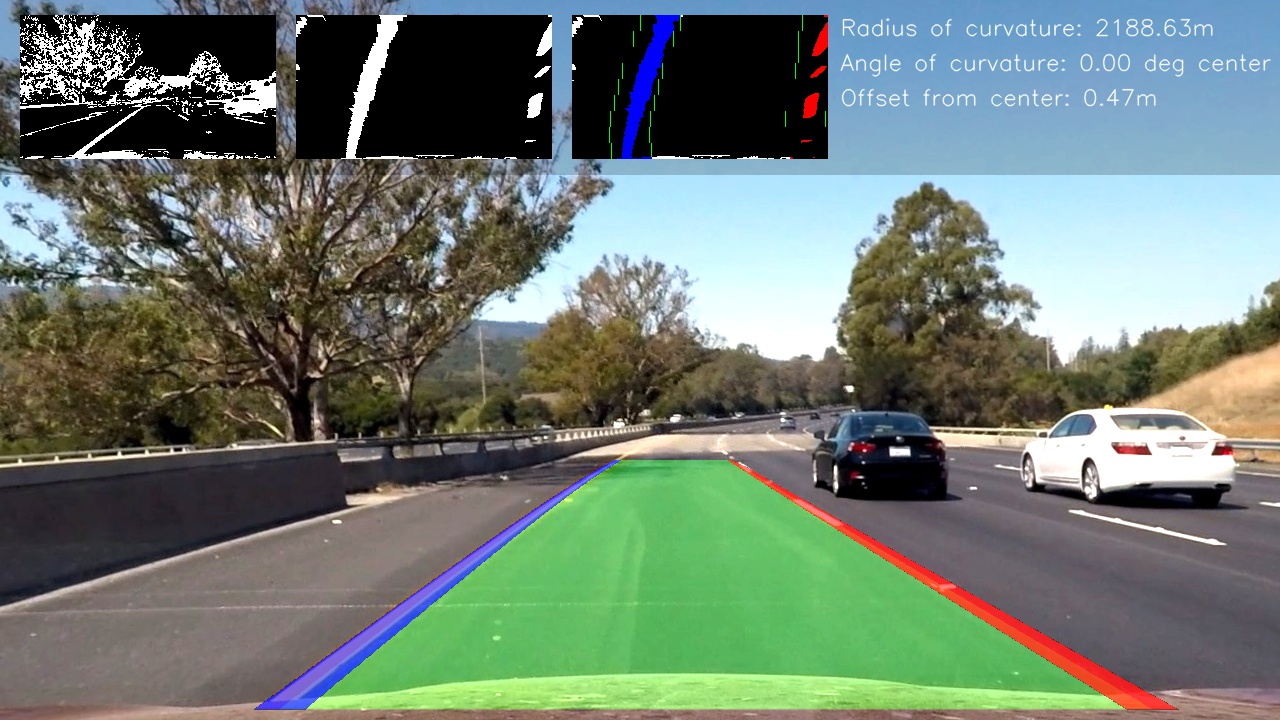 Radius of curvature: 2188.63m
Angle of curvature: 0.00 deg center
Offset from center: 0.47m